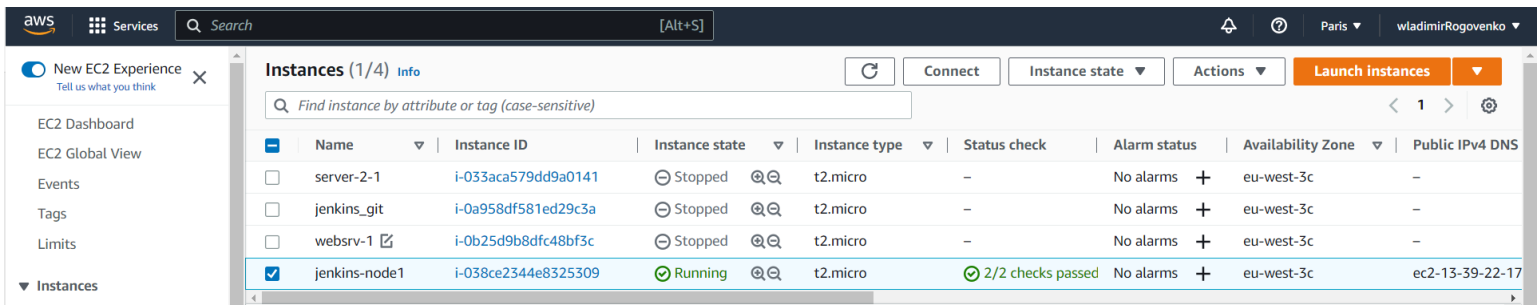 aws Services Search [Alt+S] Paris ▼ wladimirRogovenko ▼
New EC2 Experience
Tell us what you think
EC2 Dashboard
EC2 Global View
Events
Tags
Limits
▼ Instances
Instances (1/4) Info Connect Instance state ▼ Actions ▼ Launch instances ▼
Find instance by attribute or tag (case-sensitive) < 1 >
Name Instance ID Instance state Instance type Status check Alarm status Availability Zone Public IPv4 DNS
server-2-1 i-033aca579dd9a0141 Stopped t2.micro – No alarms + eu-west-3c –
jenkins_git i-0a958df581ed29c3a Stopped t2.micro – No alarms + eu-west-3c –
websrv-1 i-0b25d9b8dfc48bf3c Stopped t2.micro – No alarms + eu-west-3c –
jenkins-node1 i-038ce2344e8325309 Running t2.micro 2/2 checks passed No alarms + eu-west-3c ec2-13-39-22-17